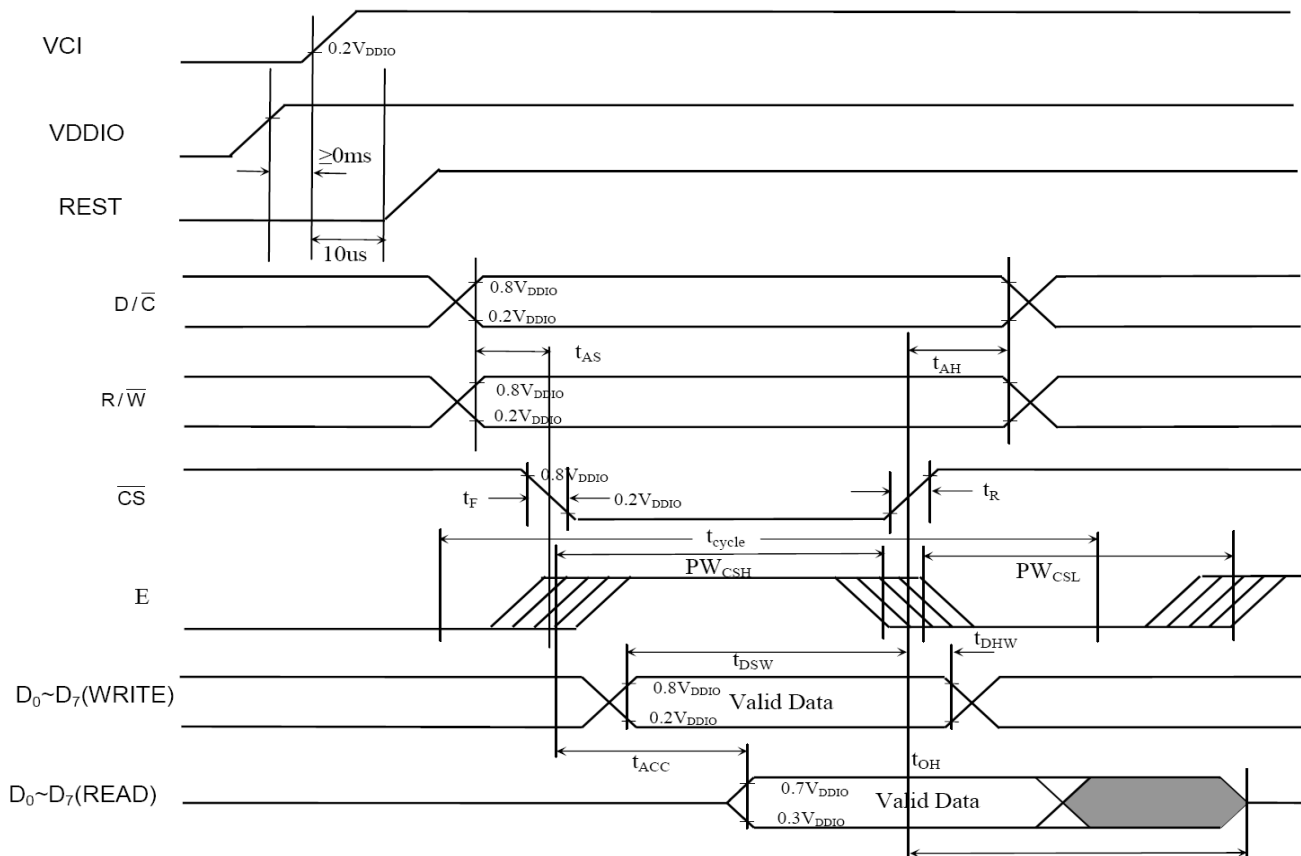 VCI
0.2VDDIO
VDDIO
≥0ms
REST
10us
D/C̅
0.8VDDIO
0.2VDDIO
tAS
tAH
R/W̅
0.8VDDIO
0.2VDDIO
C̅S̅
0.8VDDIO
tF
0.2VDDIO
tR
tcycle
PWCSH
PWCSL
E
tDHW
tDSW
D0~D7(WRITE)
0.8VDDIO
Valid Data
0.2VDDIO
tACC
tOH
D0~D7(READ)
0.7VDDIO
Valid Data
0.3VDDIO